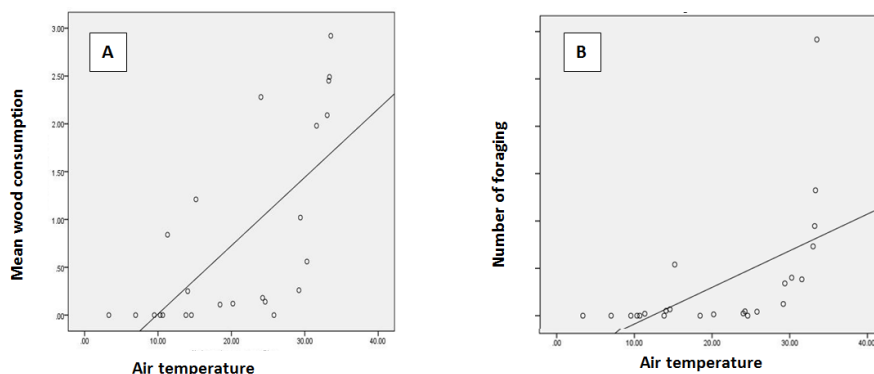 A
Mean wood consumption
3.00
2.50
2.00
1.50
1.00
.50
.00
.00 10.00 20.00 30.00 40.00
Air temperature
B
Number of foraging
.00 10.00 20.00 30.00 40.00
Air temperature